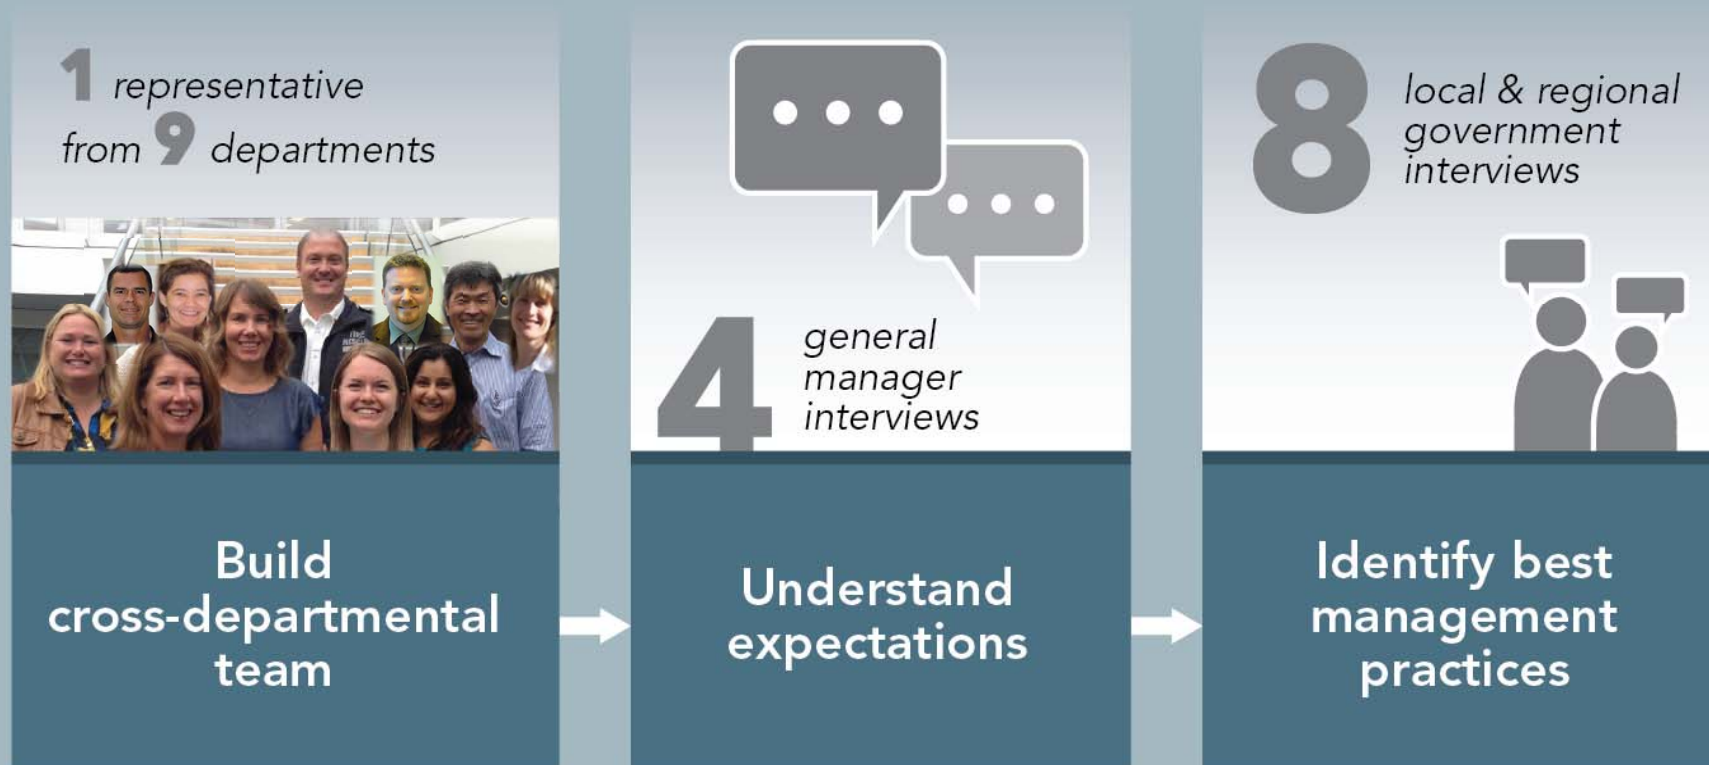 1 representative
from 9 departments
Build
cross-departmental
team
4 general
manager
interviews
Understand
expectations
8 local & regional
government
interviews
Identify best
management
practices